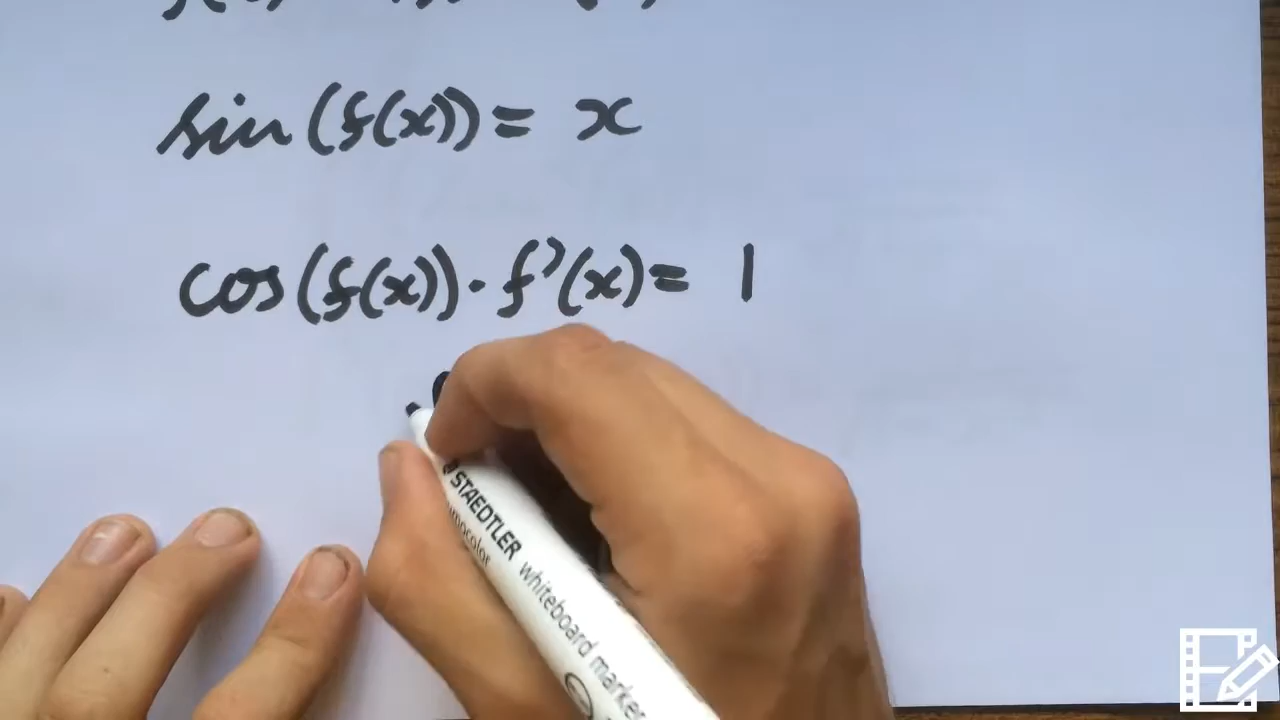 sin (f(x)) = x
cos (f(x)) · f'(x) = 1
STAEDTLER
whiteboard marker